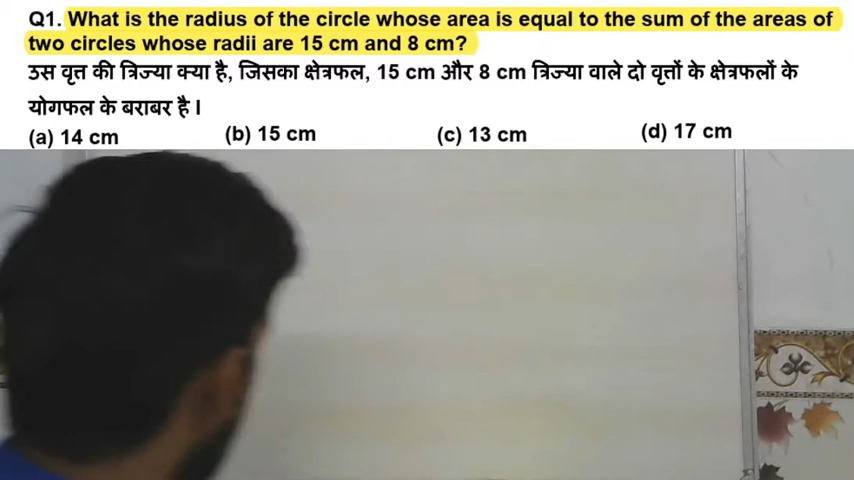 Q1. What is the radius of the circle whose area is equal to the sum of the areas of
two circles whose radii are 15 cm and 8 cm?
उस वृत्त की त्रिज्या क्या है, जिसका क्षेत्रफल, 15 cm और 8 cm त्रिज्या वाले दो वृत्तों के क्षेत्रफलों के
योगफल के बराबर है।
(a) 14 cm (b) 15 cm (c) 13 cm (d) 17 cm